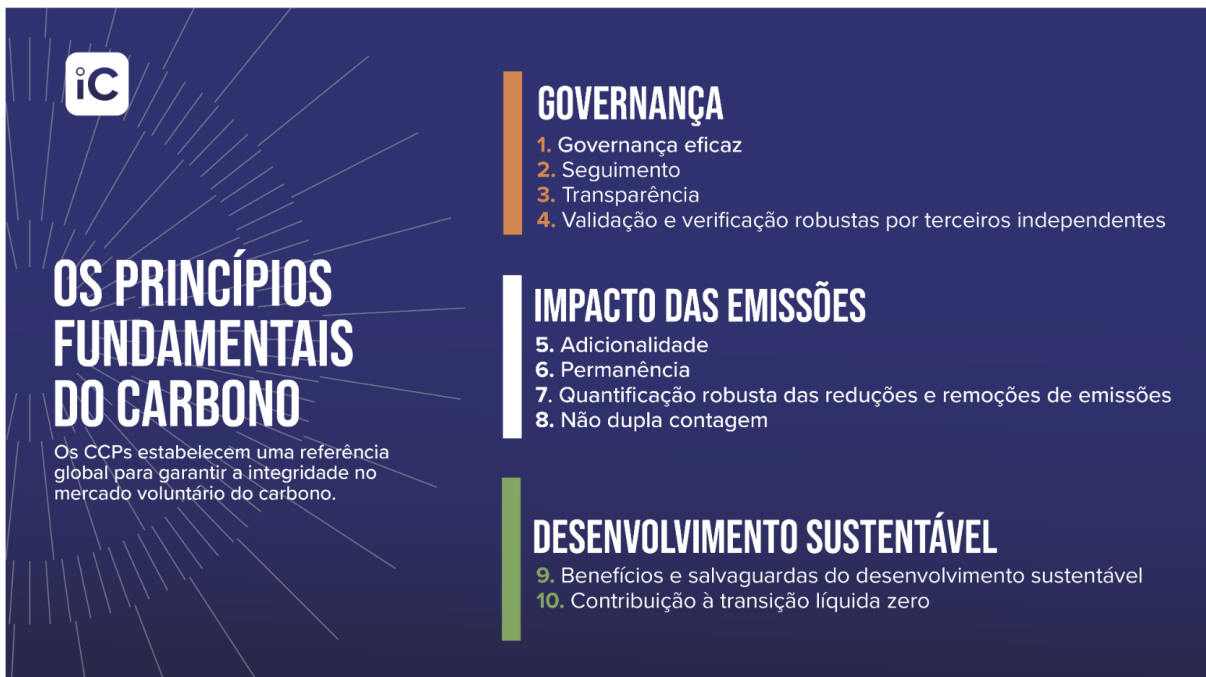 iC
OS PRINCÍPIOS
FUNDAMENTAIS
DO CARBONO
Os CCPs estabelecem uma referência
global para garantir a integridade no
mercado voluntário do carbono.
GOVERNANÇA
1. Governança eficaz
2. Seguimento
3. Transparência
4. Validação e verificação robustas por terceiros independentes
IMPACTO DAS EMISSÕES
5. Adicionalidade
6. Permanência
7. Quantificação robusta das reduções e remoções de emissões
8. Não dupla contagem
DESENVOLVIMENTO SUSTENTÁVEL
9. Benefícios e salvaguardas do desenvolvimento sustentável
10. Contribuição à transição líquida zero